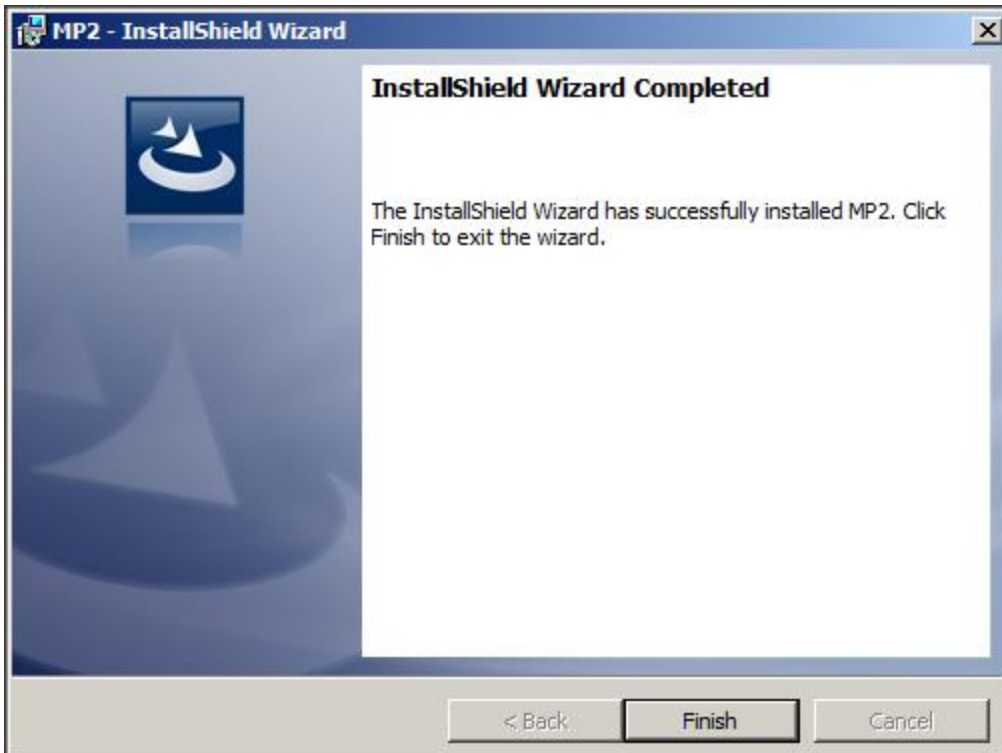 MP2 - InstallShield Wizard
InstallShield Wizard Completed
The InstallShield Wizard has successfully installed MP2. Click
Finish to exit the wizard.
< Back
Finish
Cancel